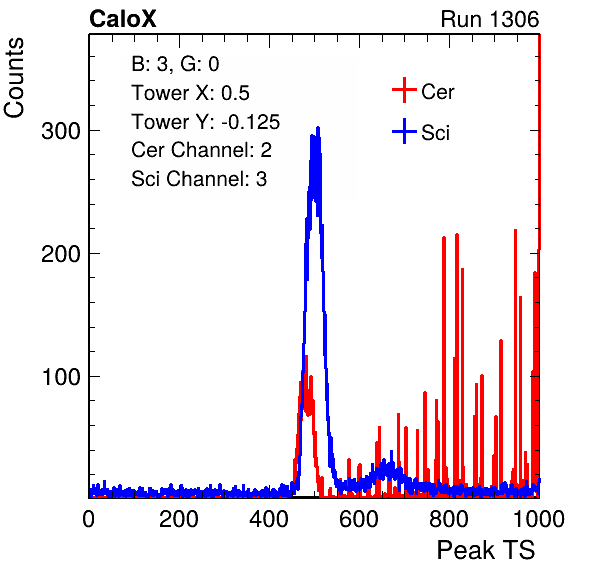 CaloX Run 1306
Counts
B: 3, G: 0
Tower X: 0.5
Tower Y: -0.125
Cer Channel: 2
Sci Channel: 3
Cer
Sci
300
200
100
0 200 400 600 800 1000
Peak TS